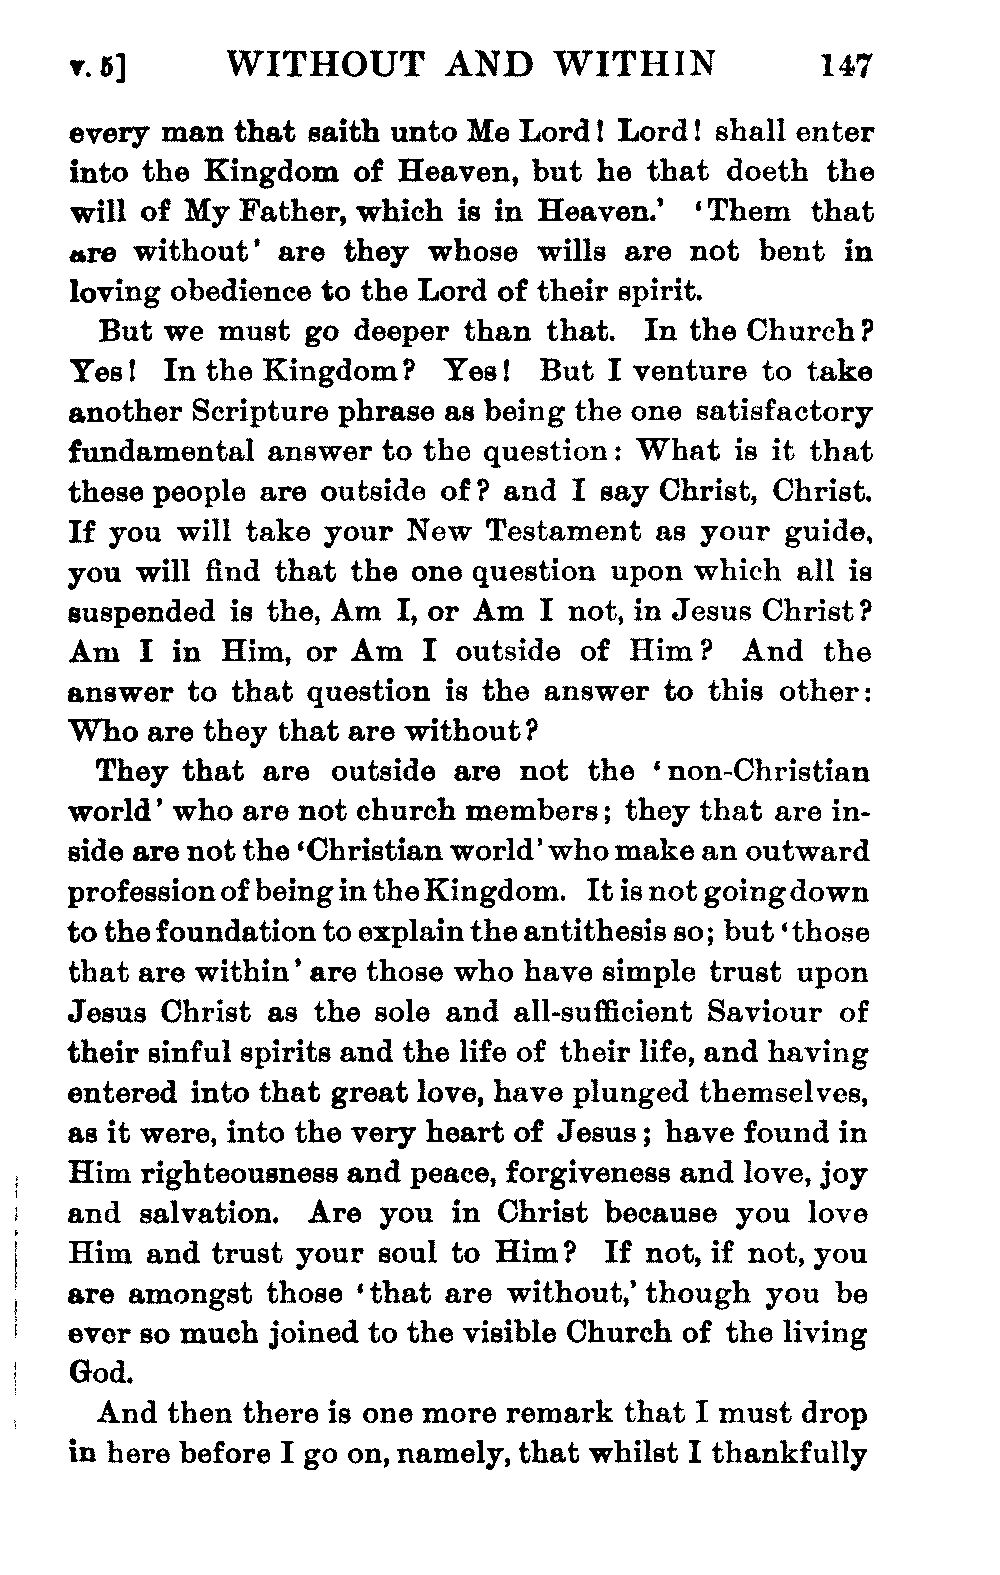 v. 5] WITHOUT AND WITHIN 147
every man that saith unto Me Lord! Lord! shall enter
into the Kingdom of Heaven, but he that doeth the
will of My Father, which is in Heaven.' 'Them that
are without' are they whose wills are not bent in
loving obedience to the Lord of their spirit.
But we must go deeper than that. In the Church?
Yes! In the Kingdom? Yes! But I venture to take
another Scripture phrase as being the one satisfactory
fundamental answer to the question: What is it that
these people are outside of? and I say Christ, Christ.
If you will take your New Testament as your guide,
you will find that the one question upon which all is
suspended is the, Am I, or Am I not, in Jesus Christ?
Am I in Him, or Am I outside of Him? And the
answer to that question is the answer to this other:
Who are they that are without?
They that are outside are not the 'non-Christian
world' who are not church members; they that are in-
side are not the 'Christian world' who make an outward
profession of being in the Kingdom. It is not going down
to the foundation to explain the antithesis so; but 'those
that are within' are those who have simple trust upon
Jesus Christ as the sole and all-sufficient Saviour of
their sinful spirits and the life of their life, and having
entered into that great love, have plunged themselves,
as it were, into the very heart of Jesus; have found in
Him righteousness and peace, forgiveness and love, joy
and salvation. Are you in Christ because you love
Him and trust your soul to Him? If not, if not, you
are amongst those 'that are without,' though you be
ever so much joined to the visible Church of the living
God.
And then there is one more remark that I must drop
in here before I go on, namely, that whilst I thankfully